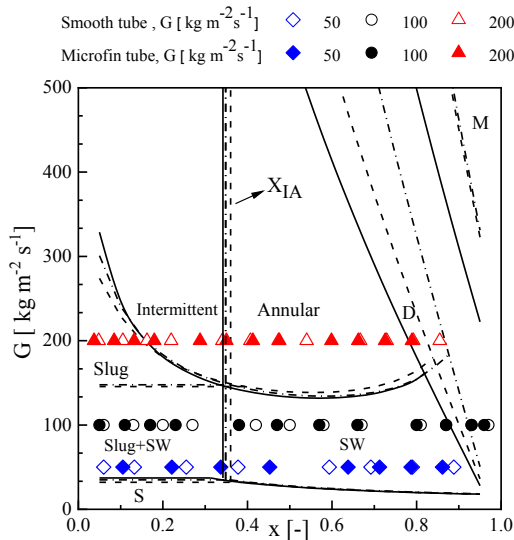 Smooth tube , G [ kg m⁻²s⁻¹] 50 100 200
Microfin tube, G [ kg m⁻²s⁻¹] 50 100 200
500
M
400
X_IA
300
Intermittent Annular D
200
Slug
100
Slug+SW SW
S
0
0.0 0.2 0.4 0.6 0.8 1.0
x [-]
G [ kg m⁻² s⁻¹]